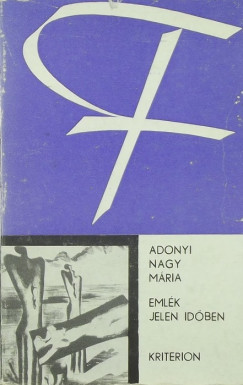 ADONYI
NAGY
MÁRIA
EMLÉK
JELEN IDŐBEN
KRITERION